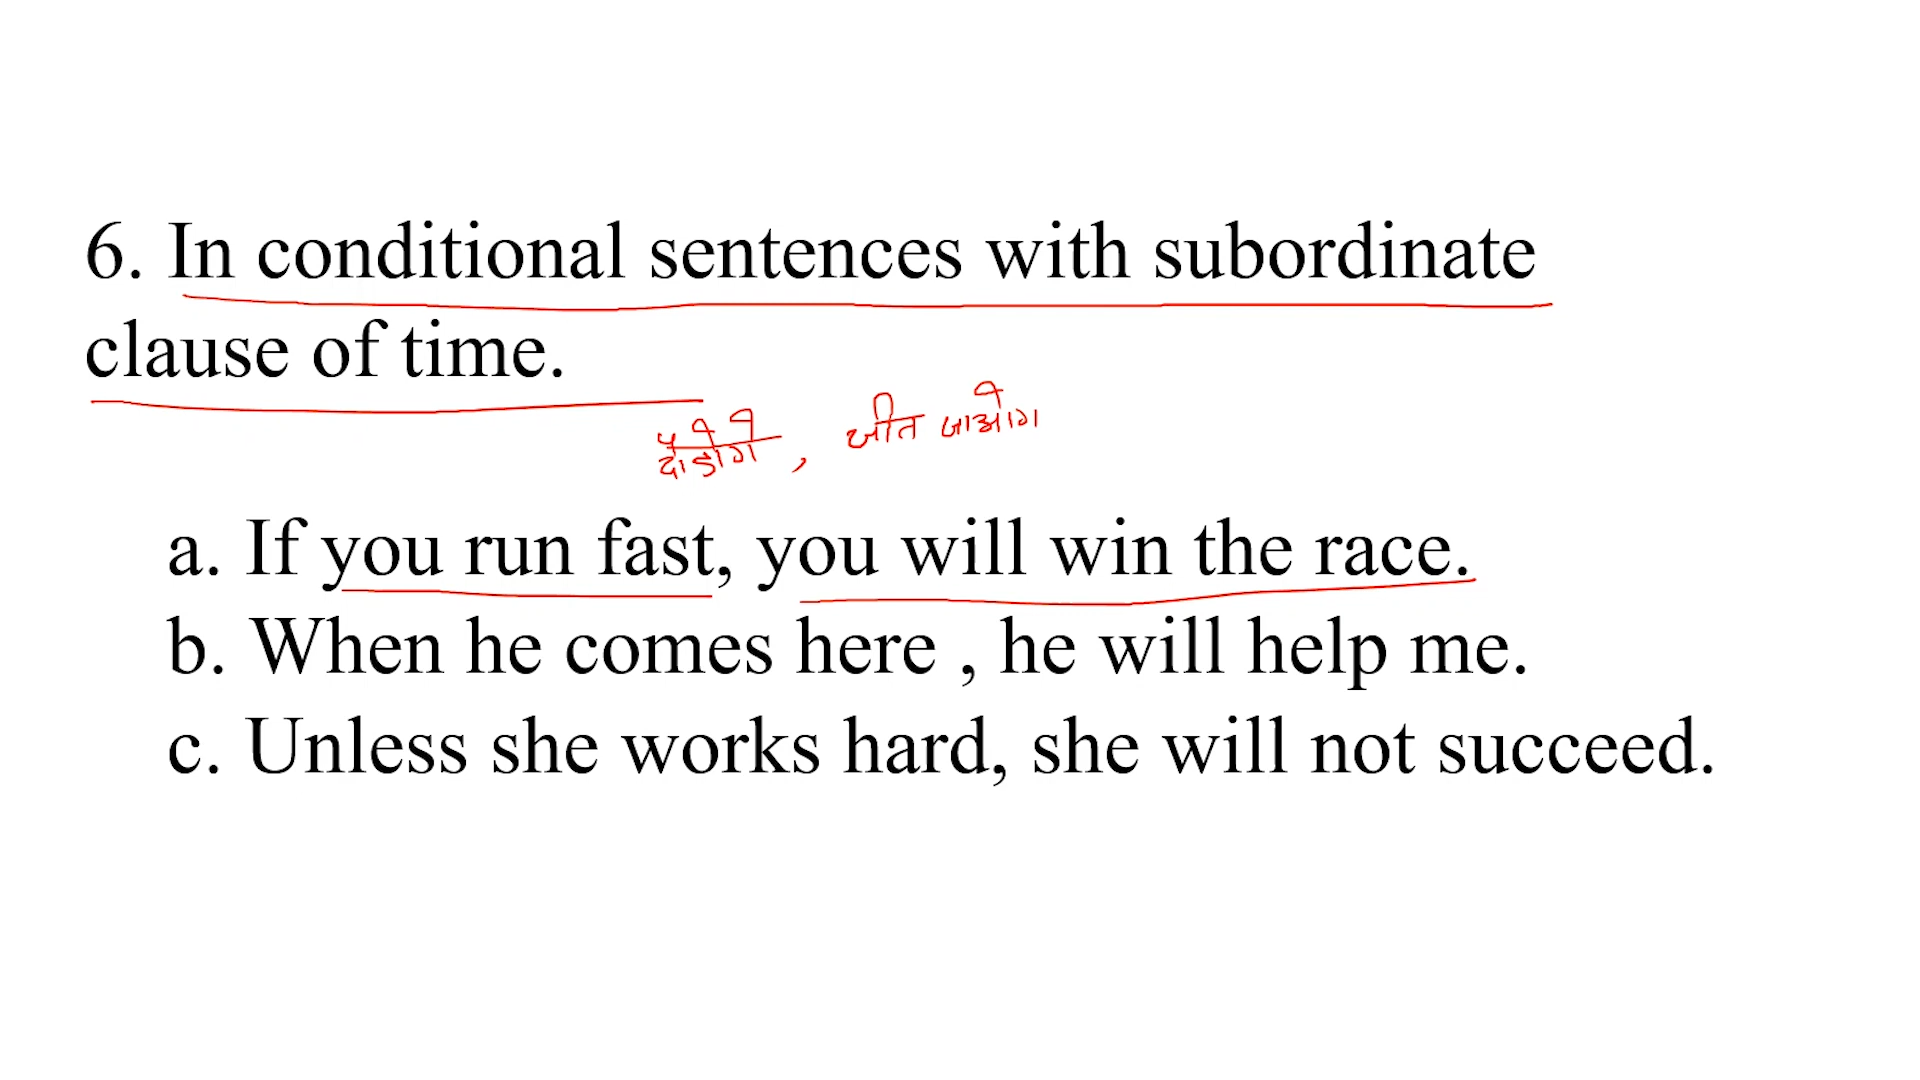 6. In conditional sentences with subordinate
clause of time.
दौडोगे, जीत जाओगे
a. If you run fast, you will win the race.
b. When he comes here , he will help me.
c. Unless she works hard, she will not succeed.